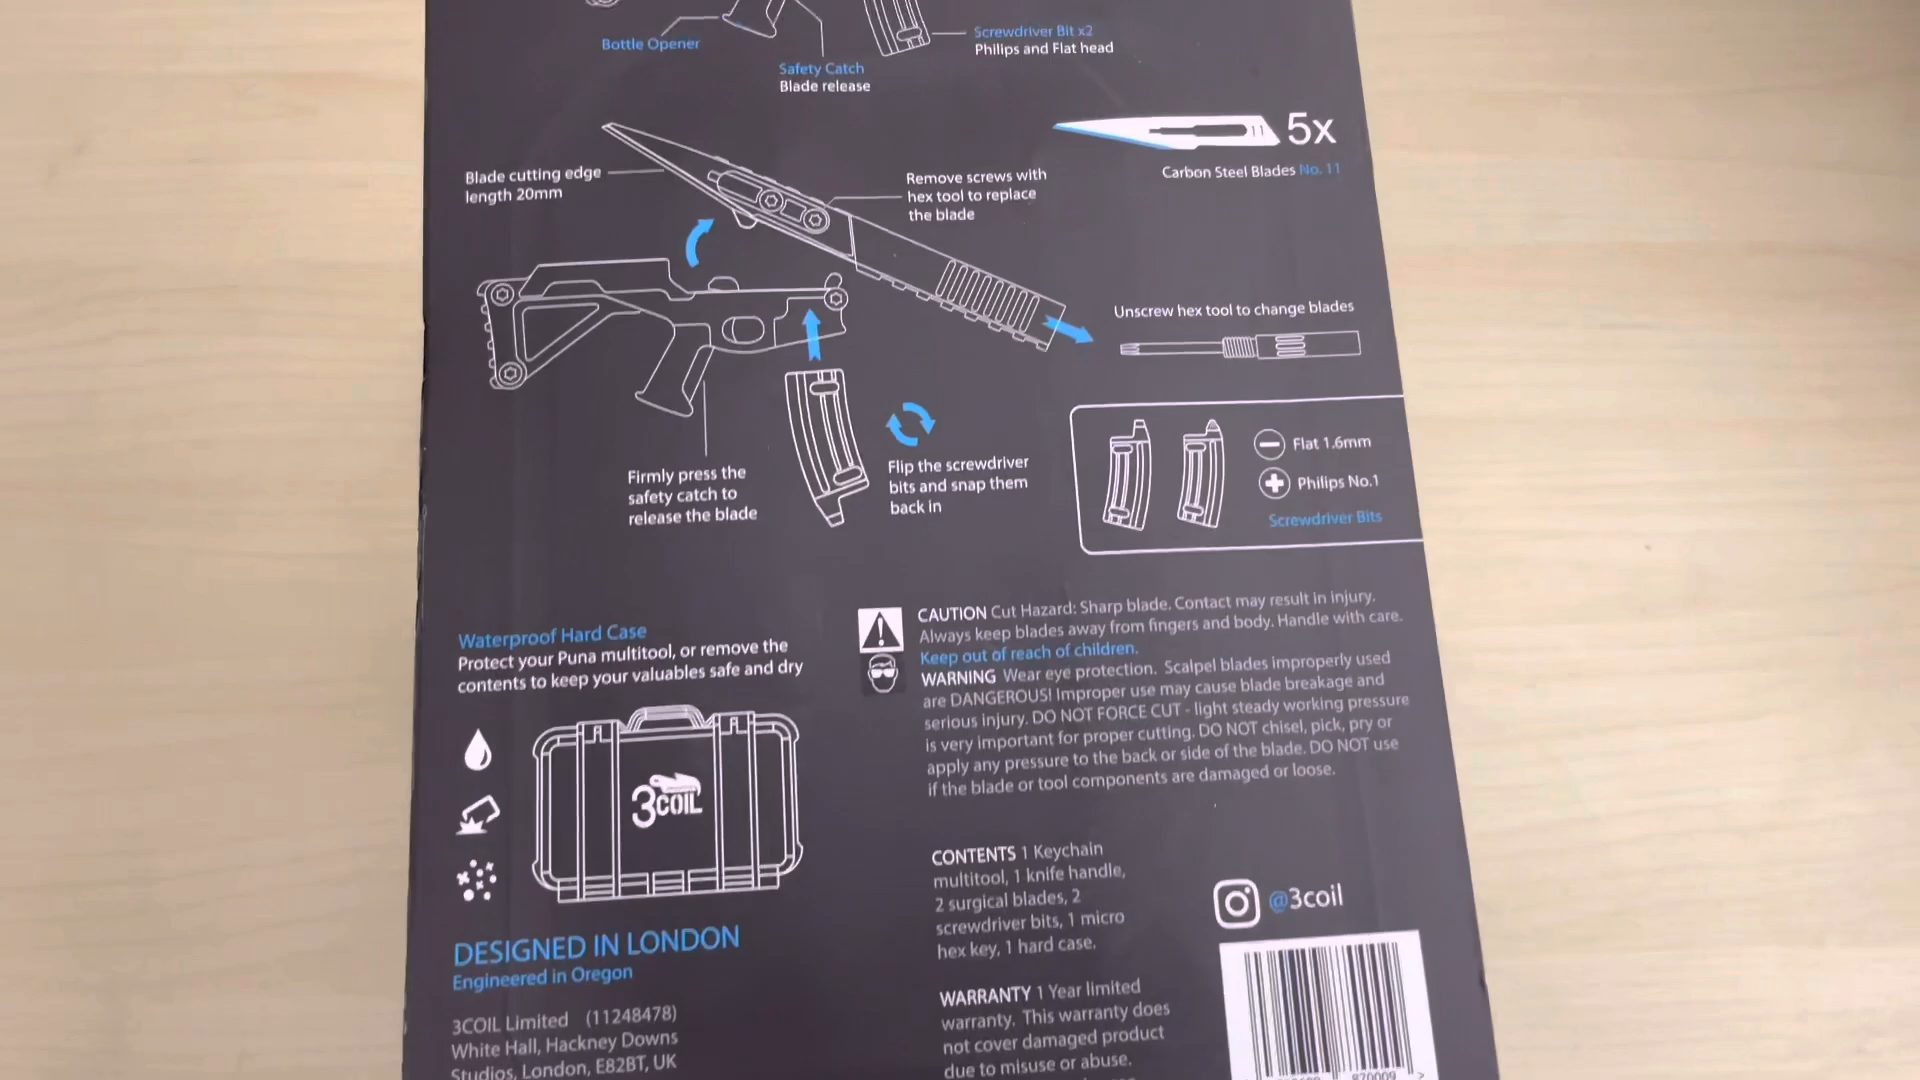 Bottle Opener
Safety Catch
Blade release
Screwdriver Bit x2
Philips and Flat head
11
5x
Carbon Steel Blades No. 11
Blade cutting edge
length 20mm
Remove screws with
hex tool to replace
the blade
Unscrew hex tool to change blades
Firmly press the
safety catch to
release the blade
Flip the screwdriver
bits and snap them
back in
Flat 1.6mm
Philips No.1
Screwdriver Bits
Waterproof Hard Case
Protect your Puna multitool, or remove the
contents to keep your valuables safe and dry
3COIL
CAUTION Cut Hazard: Sharp blade. Contact may result in injury.
Always keep blades away from fingers and body. Handle with care.
Keep out of reach of children.
WARNING Wear eye protection. Scalpel blades improperly used
are DANGEROUS! Improper use may cause blade breakage and
serious injury. DO NOT FORCE CUT - light steady working pressure
is very important for proper cutting. DO NOT chisel, pick, pry or
apply any pressure to the back or side of the blade. DO NOT use
if the blade or tool components are damaged or loose.
DESIGNED IN LONDON
Engineered in Oregon
3COIL Limited (11248478)
White Hall, Hackney Downs
Studios, London, E82BT, UK
CONTENTS 1 Keychain
multitool, 1 knife handle,
2 surgical blades, 2
screwdriver bits, 1 micro
hex key, 1 hard case.
WARRANTY 1 Year limited
warranty. This warranty does
not cover damaged product
due to misuse or abuse.
@3coil
870009 >